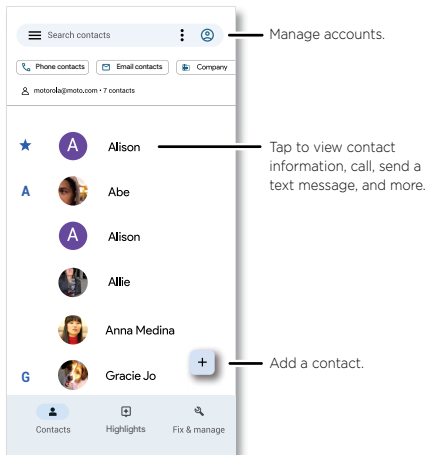 Search contacts
Manage accounts.
Phone contacts
Email contacts
Company
motorola@moto.com • 7 contacts
A
Alison
Tap to view contact
information, call, send a
text message, and more.
A
Abe
A
Alison
Allie
Anna Medina
Add a contact.
G
Gracie Jo
Contacts
Highlights
Fix & manage